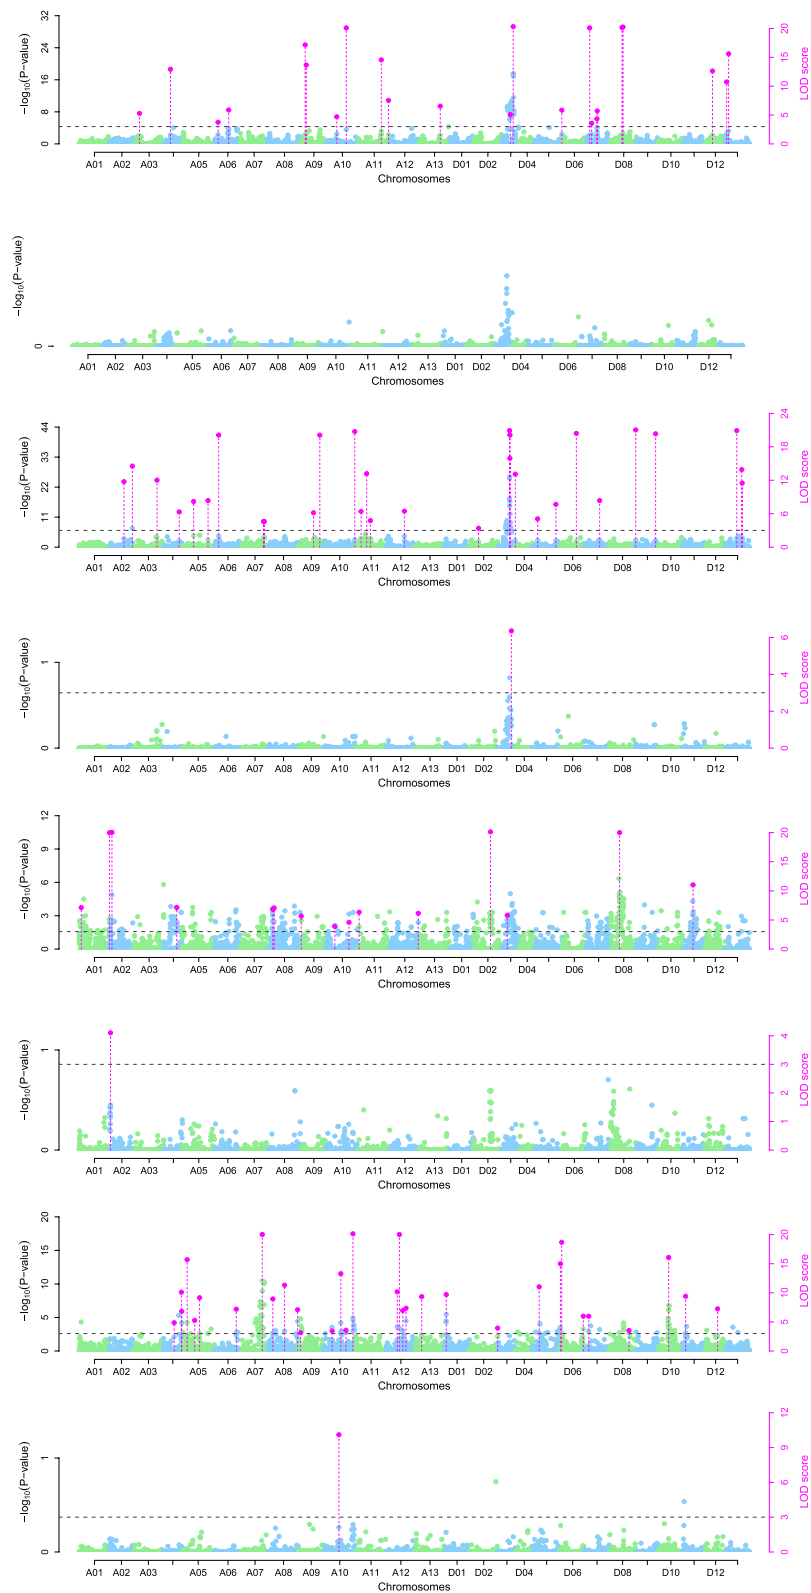 −log10(P−value)
0 8 16 24 32
0 5 10 15 20
LOD score
A01 A02 A03 A05 A06 A07 A08 A09 A10 A11 A12 A13 D01 D02 D04 D06 D08 D10 D12
Chromosomes
−log10(P−value)
0 1
A01 A02 A03 A05 A06 A07 A08 A09 A10 A11 A12 A13 D01 D02 D04 D06 D08 D10 D12
Chromosomes
−log10(P−value)
0 11 22 33 44
0 6 12 18 24
LOD score
A01 A02 A03 A05 A06 A07 A08 A09 A10 A11 A12 A13 D01 D02 D04 D06 D08 D10 D12
Chromosomes
−log10(P−value)
0 1
0 2 4 6
LOD score
A01 A02 A03 A05 A06 A07 A08 A09 A10 A11 A12 A13 D01 D02 D04 D06 D08 D10 D12
Chromosomes
−log10(P−value)
0 3 6 9 12
0 5 10 15 20
LOD score
A01 A02 A03 A05 A06 A07 A08 A09 A10 A11 A12 A13 D01 D02 D04 D06 D08 D10 D12
Chromosomes
−log10(P−value)
0 1
0 1 2 3 4
LOD score
A01 A02 A03 A05 A06 A07 A08 A09 A10 A11 A12 A13 D01 D02 D04 D06 D08 D10 D12
Chromosomes
−log10(P−value)
0 5 10 15 20
0 5 10 15 20
LOD score
A01 A02 A03 A05 A06 A07 A08 A09 A10 A11 A12 A13 D01 D02 D04 D06 D08 D10 D12
Chromosomes
−log10(P−value)
0 1
0 3 6 9 12
LOD score
A01 A02 A03 A05 A06 A07 A08 A09 A10 A11 A12 A13 D01 D02 D04 D06 D08 D10 D12
Chromosomes